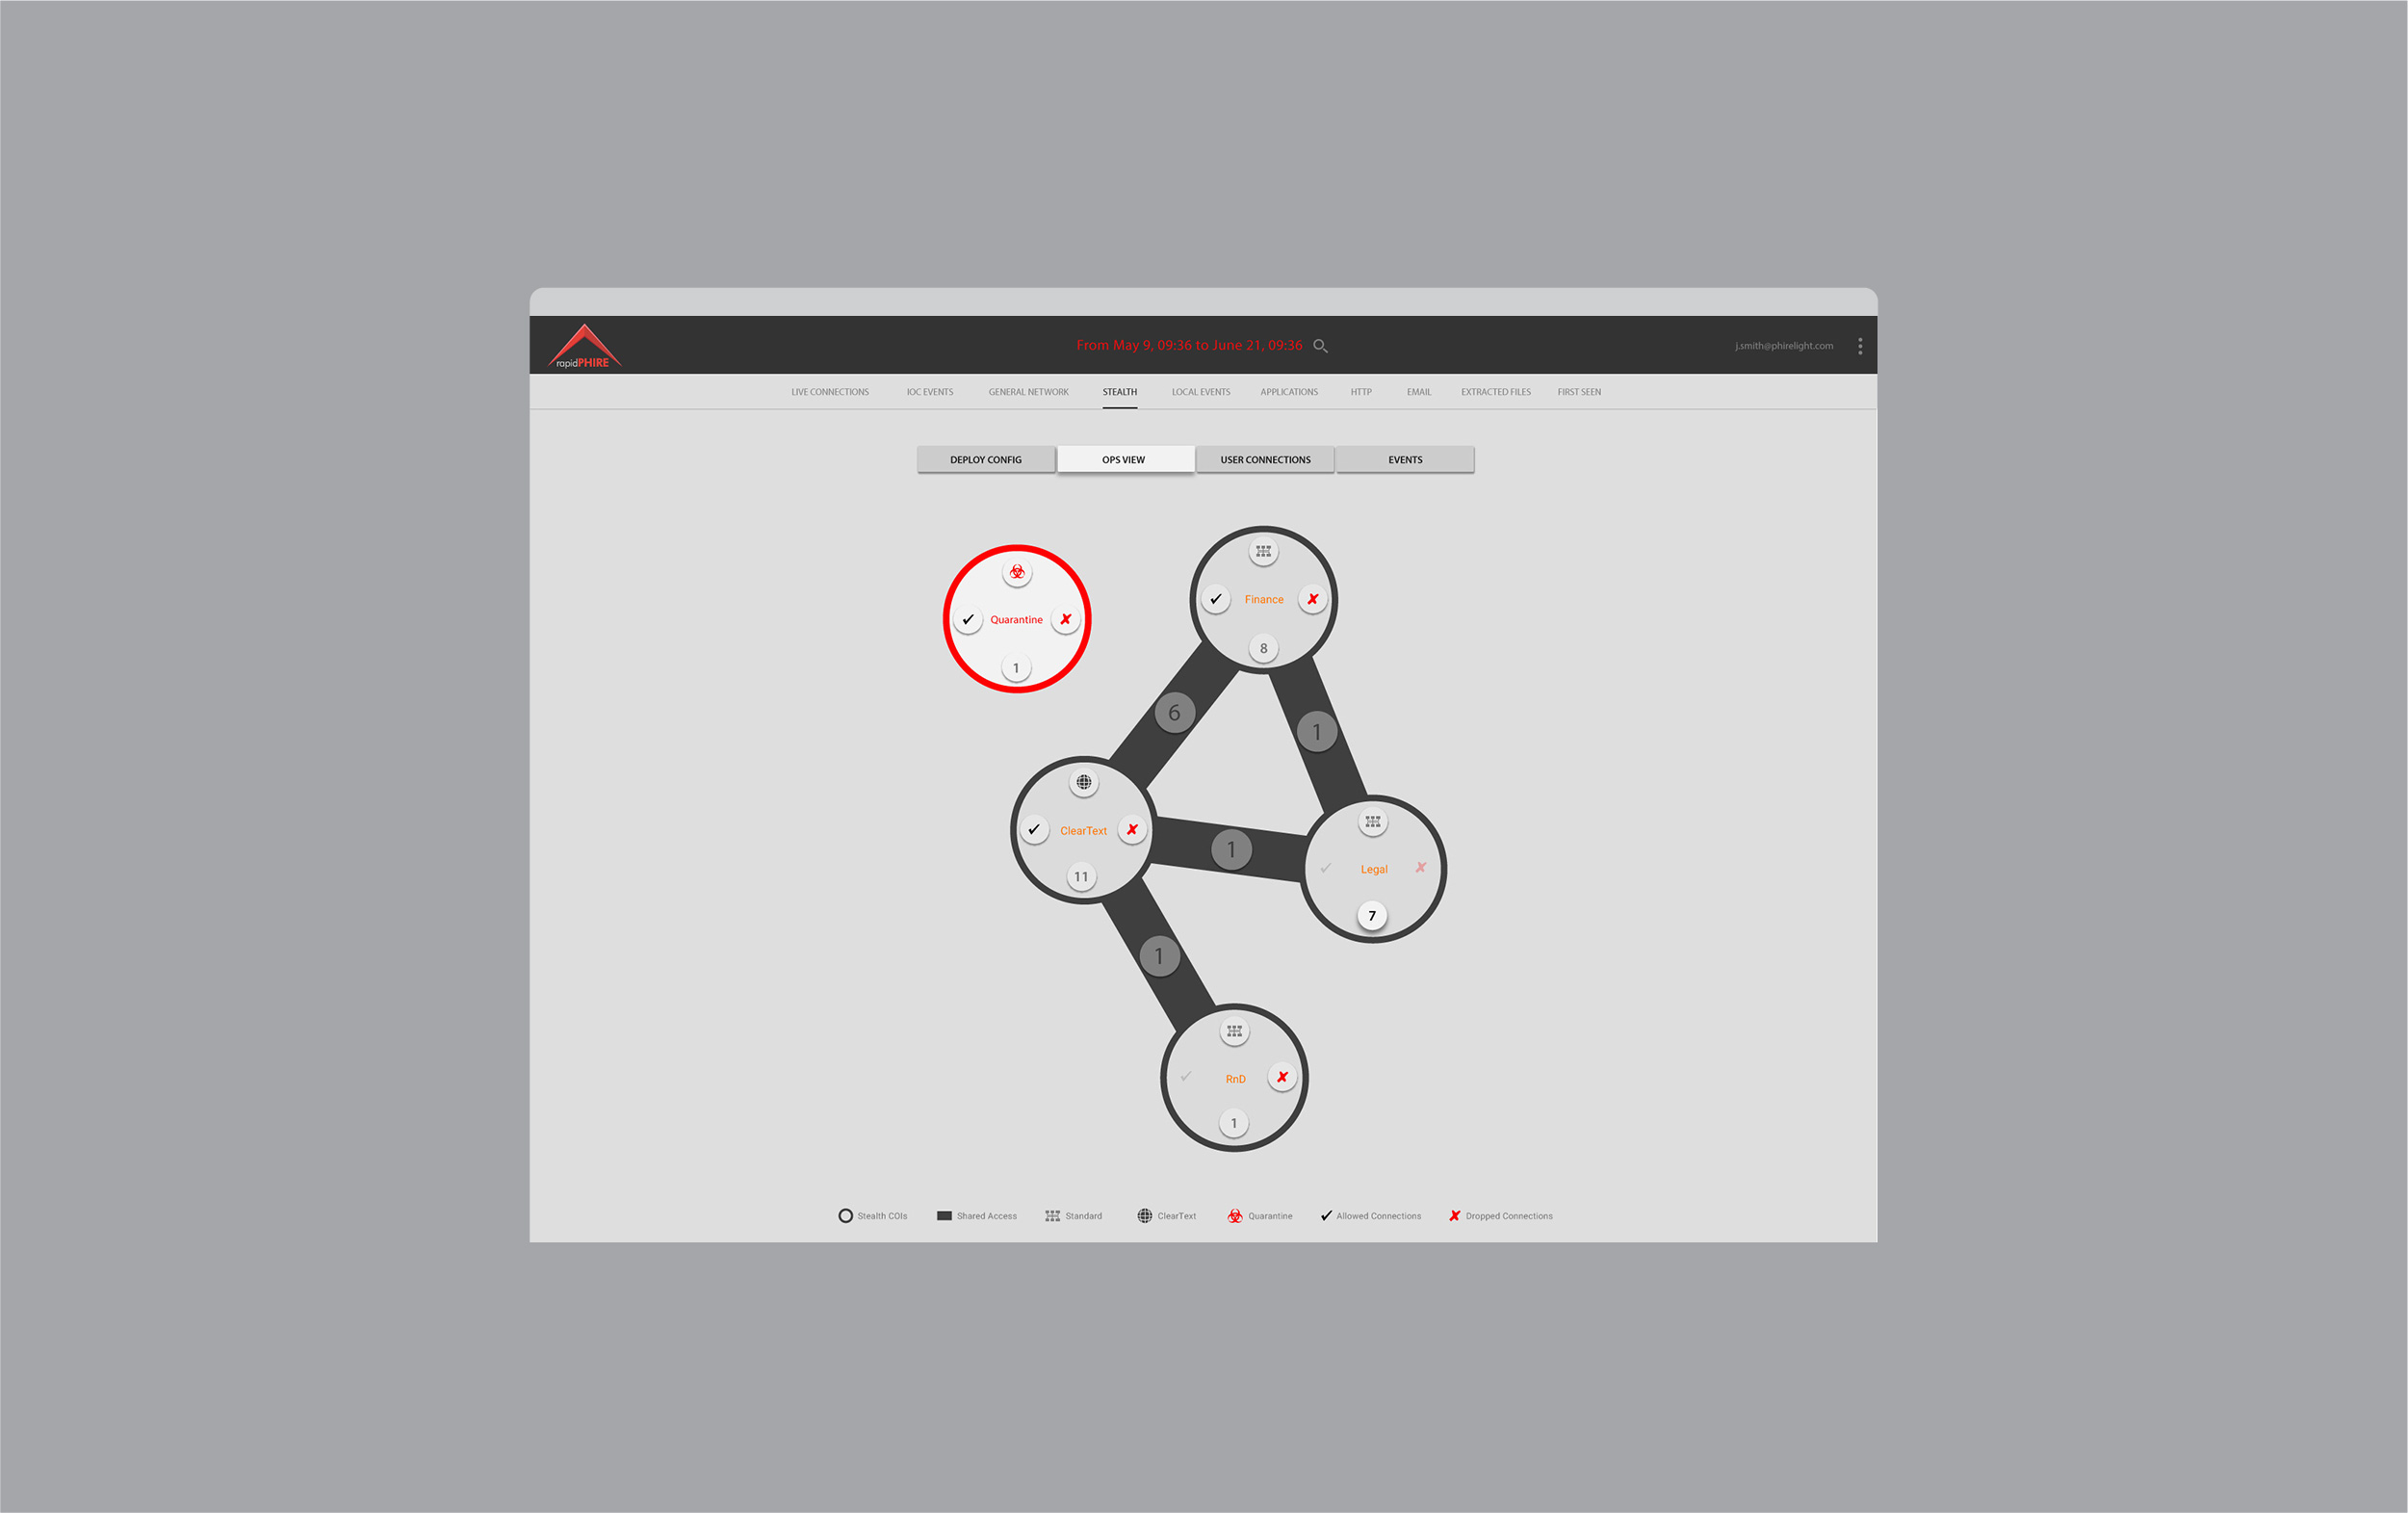 rapidPHIRE
From May 9, 09:36 to June 21, 09:36
j.smith@phirelight.com
LIVE CONNECTIONS IOC EVENTS GENERAL NETWORK STEALTH LOCAL EVENTS APPLICATIONS HTTP EMAIL EXTRACTED FILES FIRST SEEN
DEPLOY CONFIG OPS VIEW USER CONNECTIONS EVENTS
Finance
8
Quarantine
1
6
1
ClearText
11
1
Legal
7
1
RnD
1
Stealth COIs Shared Access Standard ClearText Quarantine Allowed Connections Dropped Connections